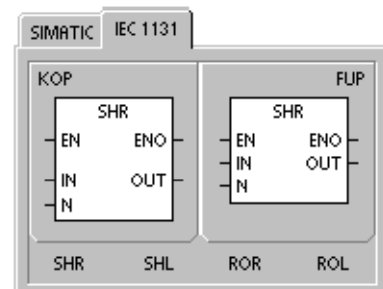 SIMATIC IEC 1131
KOP FUP
SHR SHR
EN ENO EN ENO
IN OUT IN OUT
N N
SHR SHL ROR ROL